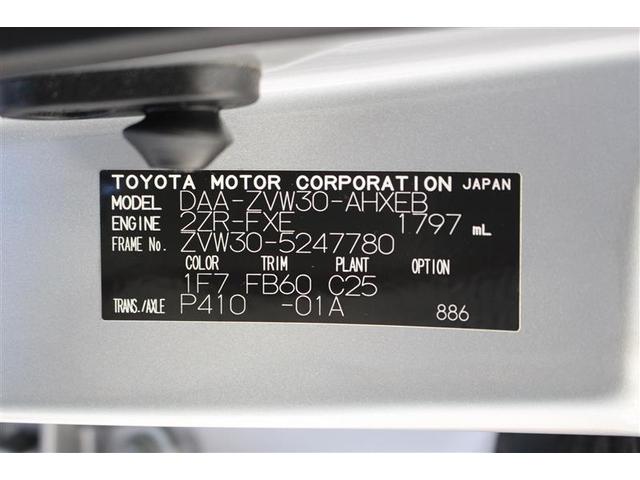 TOYOTA MOTOR CORPORATION JAPAN
MODEL DAA-ZVW30-AHXEB
ENGINE 2ZR-FXE 1797 mL
FRAME No. ZVW30-5247780
COLOR TRIM PLANT OPTION
1F7 FB60 C25
TRANS./AXLE P410 -01A 886